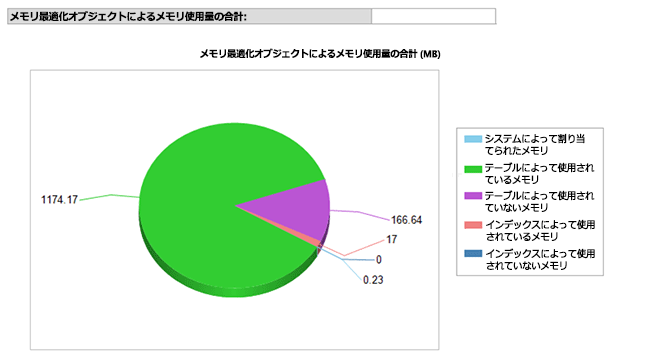 メモリ最適化オブジェクトによるメモリ使用量の合計:
メモリ最適化オブジェクトによるメモリ使用量の合計 (MB)
1174.17
166.64
17
0
0.23
システムによって割り当
てられたメモリ
テーブルによって使用され
ているメモリ
テーブルによって使用され
ていないメモリ
インデックスによって使用
されているメモリ
インデックスによって使用
されていないメモリ